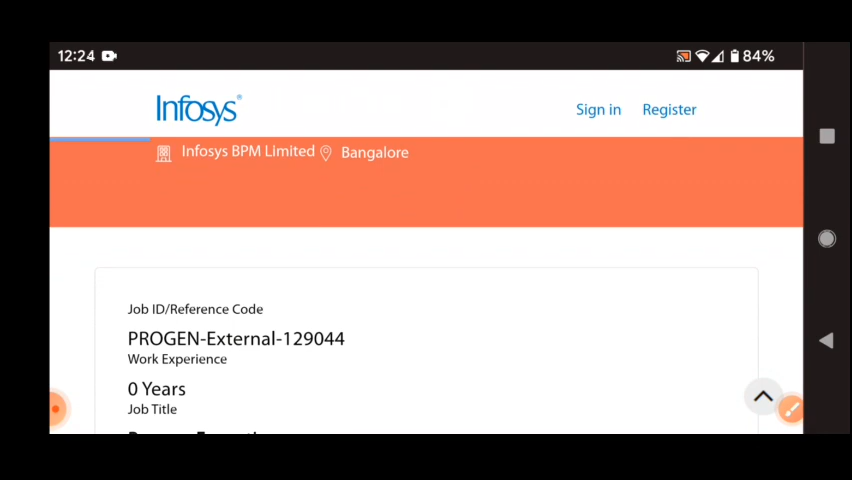 12:24 84%
Infosys®
Sign in Register
Infosys BPM Limited Bangalore
Job ID/Reference Code
PROGEN-External-129044
Work Experience
0 Years
Job Title